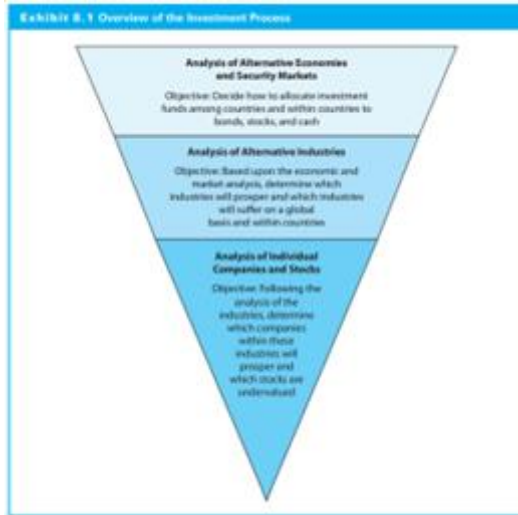 Exhibit 8.1 Overview of the Investment Process
Analysis of Alternative Economies
and Security Markets
Objective: Decide how to allocate investment
funds among countries and within countries to
bonds, stocks, and cash
Analysis of Alternative Industries
Objective: Based upon the economic and
market analysis, determine which
industries will prosper and which industries
will suffer on a global
basis and within countries
Analysis of Individual
Companies and Stocks
Objective: Following the
analysis of the
industries, determine
which companies
within these
industries will
prosper and
which stocks are
undervalued